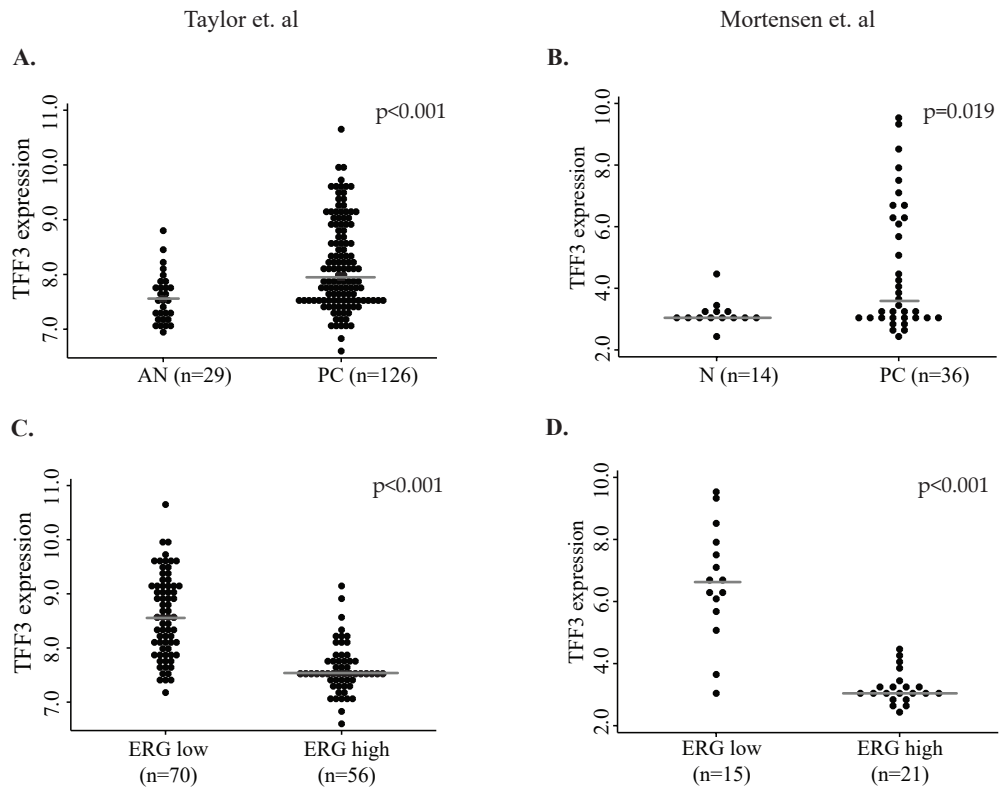 Taylor et. al
Mortensen et. al
A.
p<0.001
TFF3 expression
11.0
10.0
9.0
8.0
7.0
AN (n=29)
PC (n=126)
B.
p=0.019
TFF3 expression
10.0
8.0
6.0
4.0
2.0
N (n=14)
PC (n=36)
C.
p<0.001
TFF3 expression
11.0
10.0
9.0
8.0
7.0
ERG low
(n=70)
ERG high
(n=56)
D.
p<0.001
TFF3 expression
10.0
8.0
6.0
4.0
2.0
ERG low
(n=15)
ERG high
(n=21)